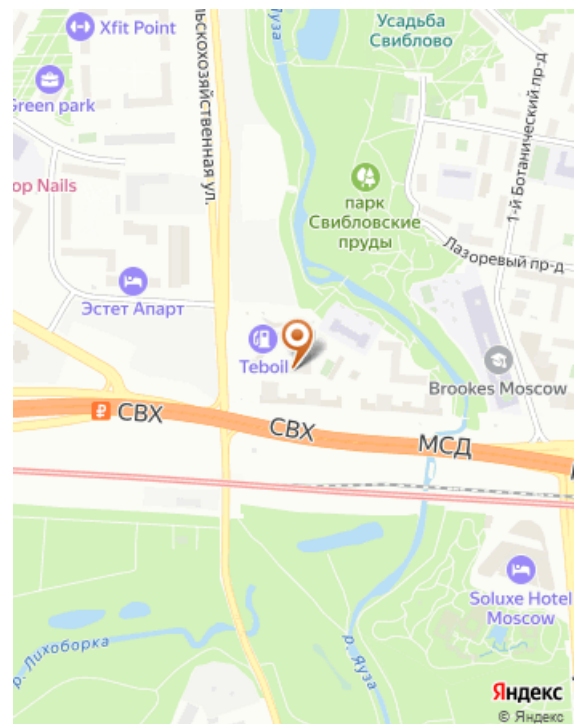 Xfit Point
Яуза
Усадьба
Свиблово
Green park
льскохозяйственная ул.
1-й Ботанический пр-д
op Nails
парк
Свибловские
пруды
Лазоревый пр-д
Эстет Апарт
Teboil
Brookes Moscow
₽ СВХ
СВХ
МСД
Soluxe Hotel
Moscow
р. Лихоборка
р. Яуза
Яндекс
© Яндекс